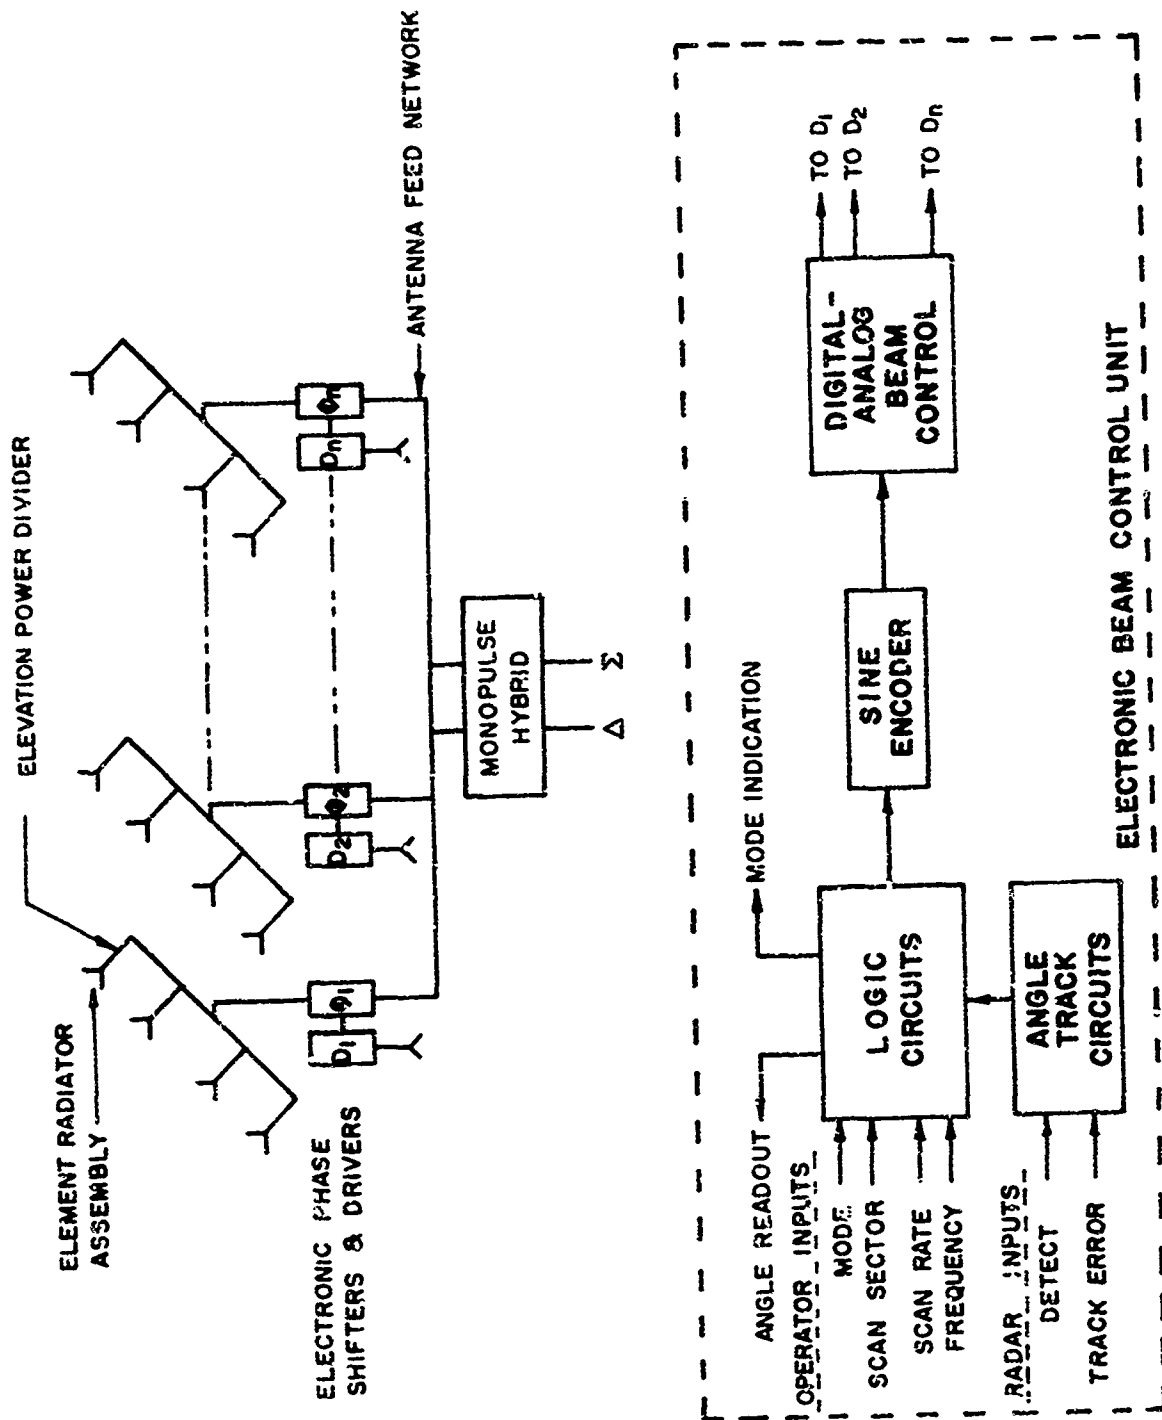 ELEVATION POWER DIVIDER
ELEMENT RADIATOR
ASSEMBLY
ELECTRONIC PHASE
SHIFTERS & DRIVERS
D1
Φ1
D2
Φ2
Dn
Φn
ANTENNA FEED NETWORK
MONOPULSE
HYBRID
Δ
Σ
ANGLE READOUT
MODE INDICATION
OPERATOR INPUTS
MODE
SCAN SECTOR
SCAN RATE
FREQUENCY
RADAR INPUTS
DETECT
TRACK ERROR
LOGIC
CIRCUITS
ANGLE
TRACK
CIRCUITS
SINE
ENCODER
DIGITAL-
ANALOG
BEAM
CONTROL
TO D1
TO D2
TO Dn
ELECTRONIC BEAM CONTROL UNIT